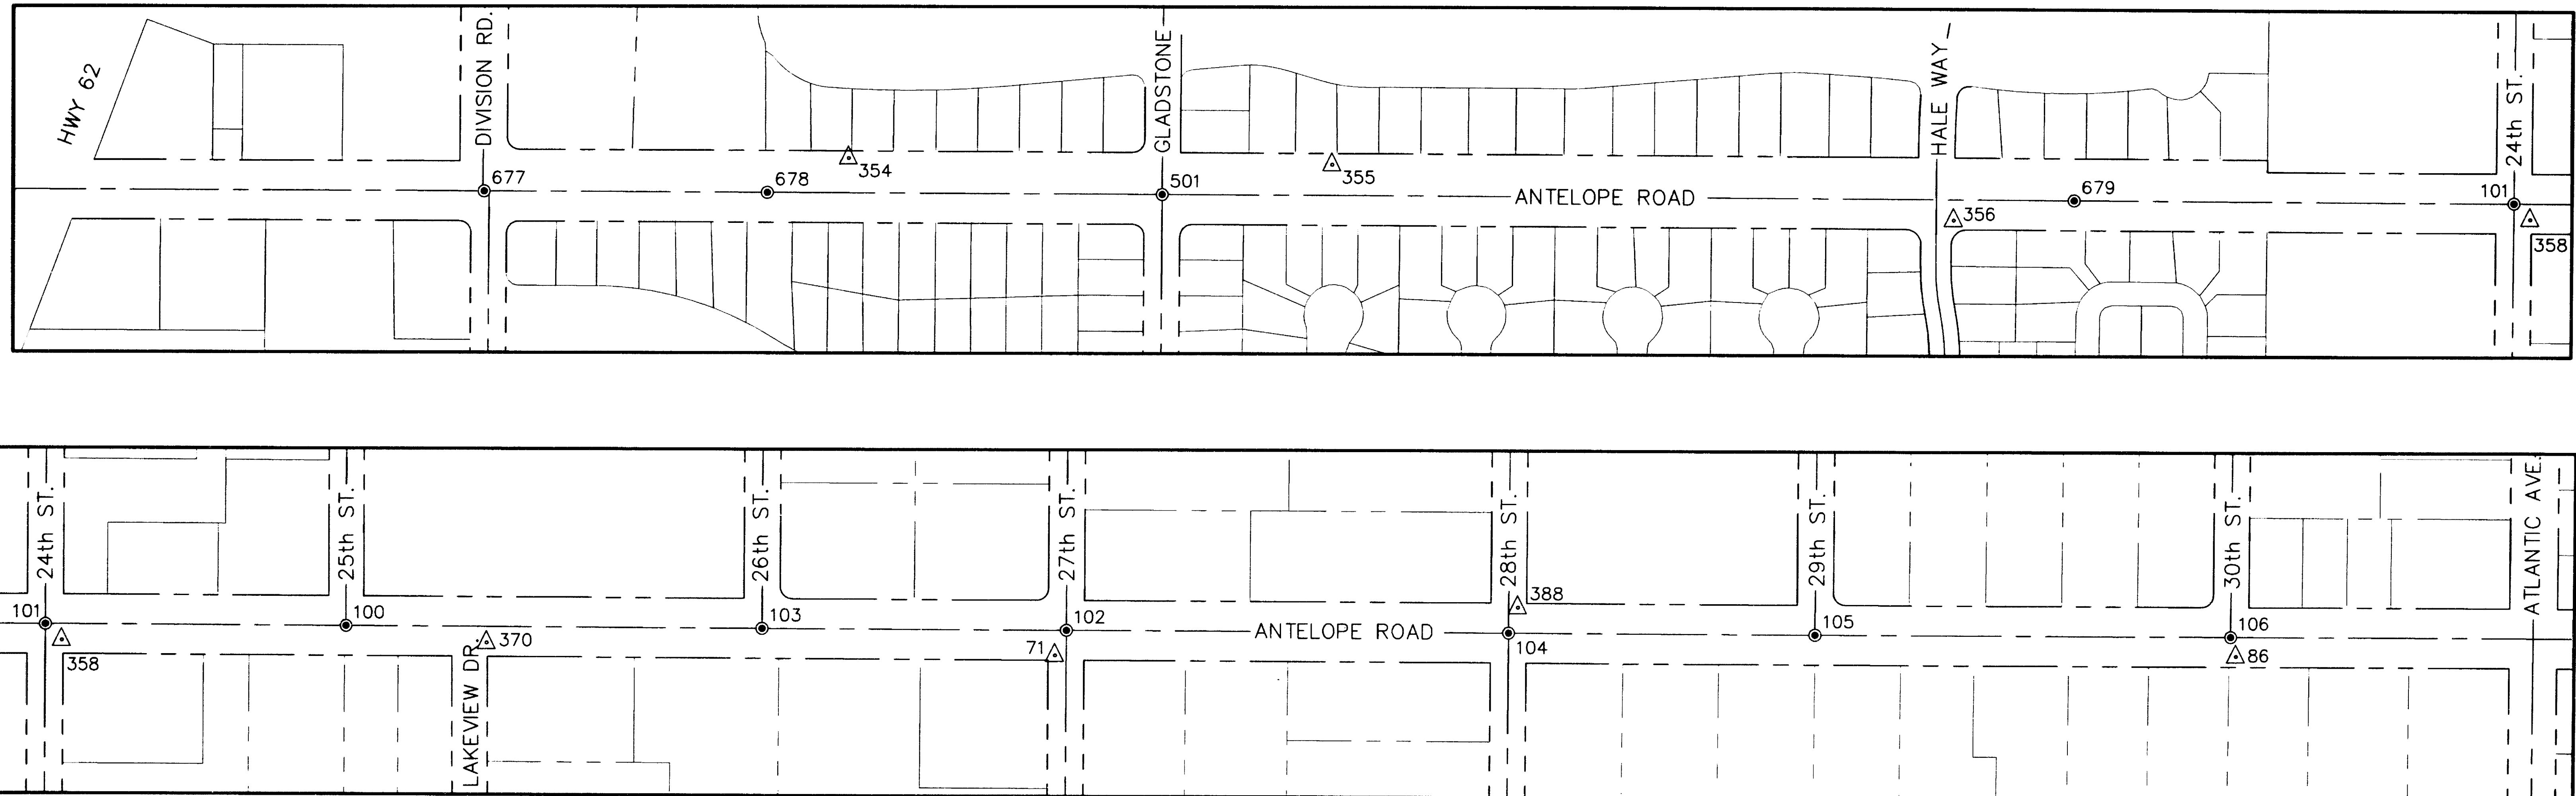 HWY 62
DIVISION RD.
GLADSTONE
HALE WAY
24th ST.
677
678
354
501
355
ANTELOPE ROAD
356
679
101
358
24th ST.
25th ST.
26th ST.
27th ST.
28th ST.
29th ST.
30th ST.
ATLANTIC AVE.
101
358
100
LAKEVIEW DR.
370
103
102
71
ANTELOPE ROAD
388
104
105
106
86